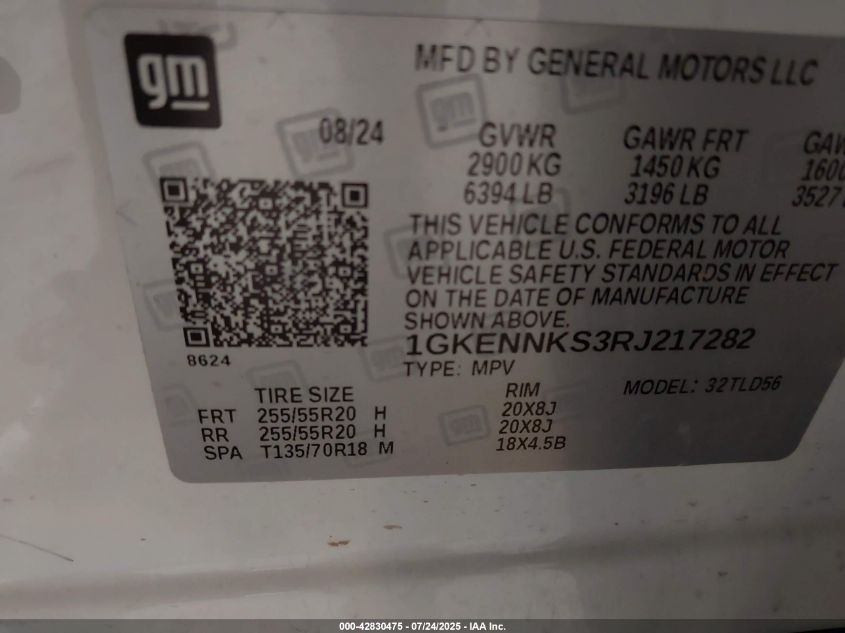 gm
MFD BY GENERAL MOTORS LLC
08/24 GVWR GAWR FRT GAW
2900 KG 1450 KG 1600
6394 LB 3196 LB 3527
THIS VEHICLE CONFORMS TO ALL
APPLICABLE U.S. FEDERAL MOTOR
VEHICLE SAFETY STANDARDS IN EFFECT
ON THE DATE OF MANUFACTURE
SHOWN ABOVE.
1GKENNKS3RJ217282
8624
TYPE: MPV
TIRE SIZE RIM MODEL: 32TLD56
FRT 255/55R20 H 20X8J
RR 255/55R20 H 20X8J
SPA T135/70R18 M 18X4.5B
000-42830475 - 07/24/2025 - IAA Inc.